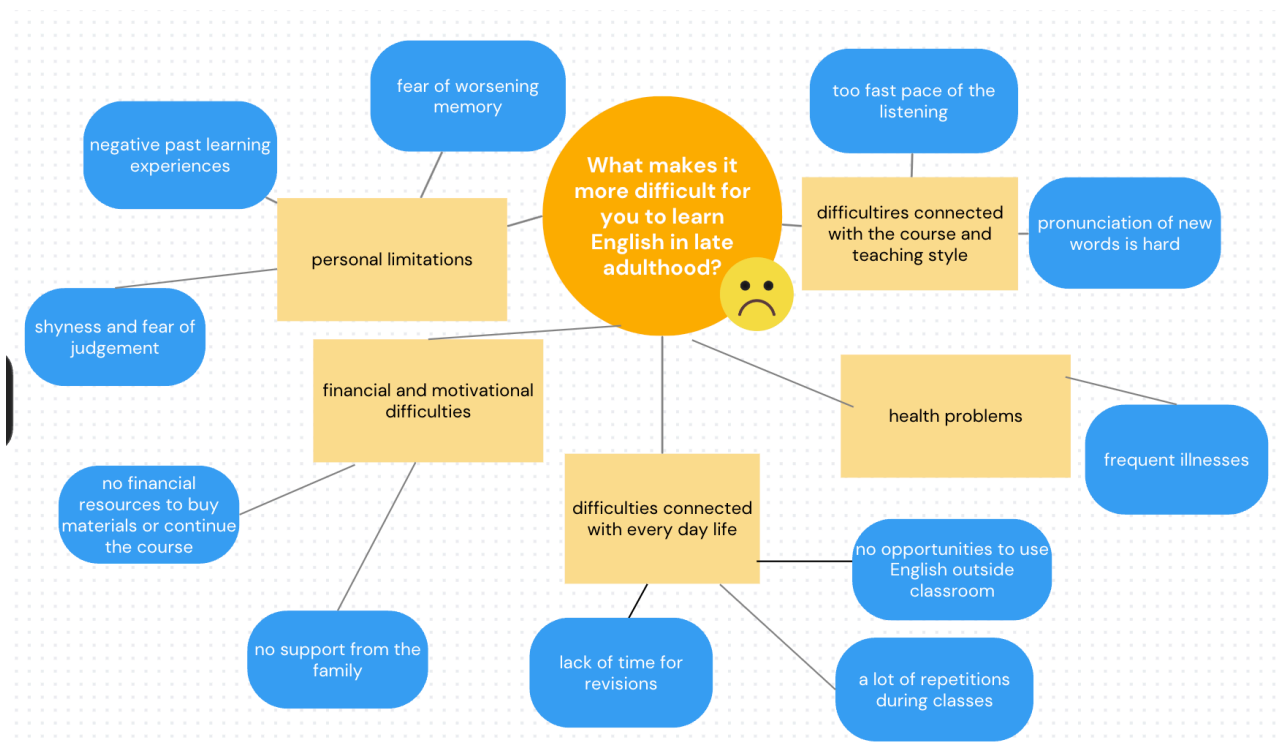 What makes it
more difficult for
you to learn
English in late
adulthood?
fear of worsening
memory
negative past learning
experiences
personal limitations
shyness and fear of
judgement
too fast pace of the
listening
difficultires connected
with the course and
teaching style
pronunciation of new
words is hard
financial and motivational
difficulties
no financial
resources to buy
materials or continue
the course
no support from the
family
difficulties connected
with every day life
lack of time for
revisions
no opportunities to use
English outside
classroom
a lot of repetitions
during classes
health problems
frequent illnesses